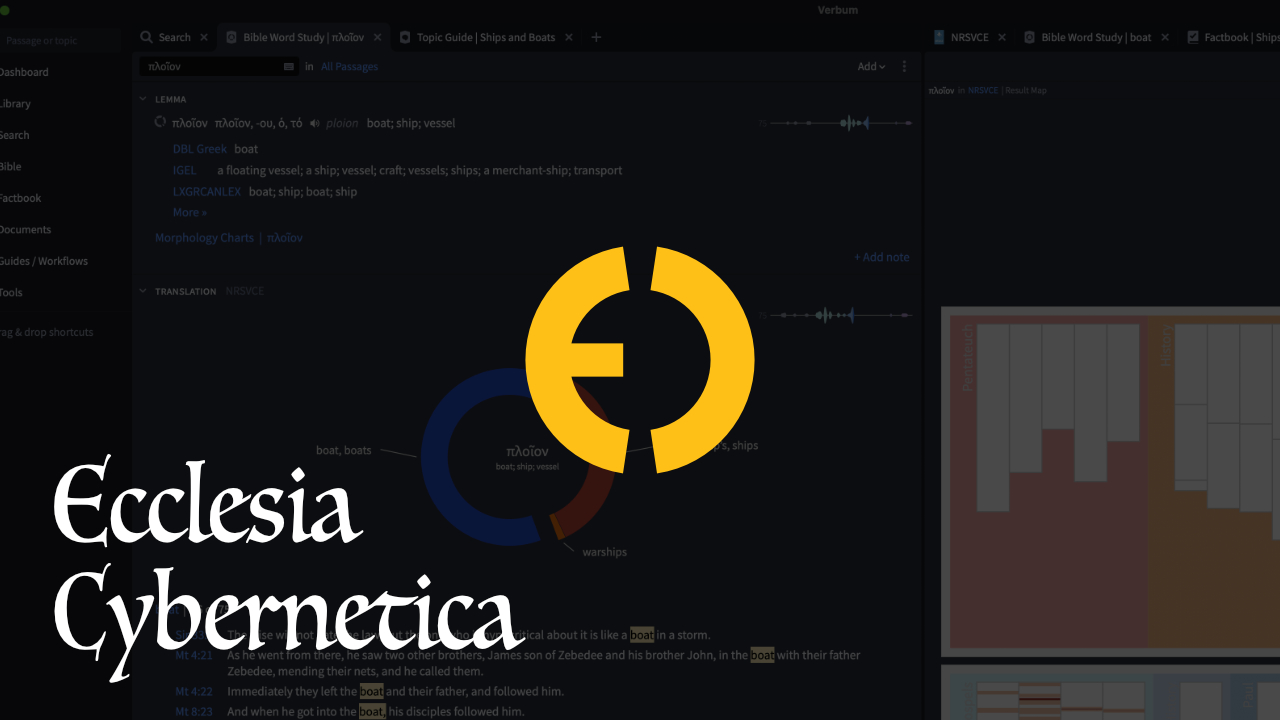 Verbum
Passage or topic
Dashboard
Library
Search
Bible
Factbook
Documents
Guides / Workflows
Tools
rag & drop shortcuts
Search
Bible Word Study | πλοῖον
Topic Guide | Ships and Boats
πλοῖον in All Passages
Add
LEMMA
πλοῖον πλοῖον, -ου, ὁ, τό ploion boat; ship; vessel
DBL Greek boat
IGEL a floating vessel; a ship; vessel; craft; vessels; ships; a merchant-ship; transport
LXGRCANLEX boat; ship; boat; ship
More »
Morphology Charts | πλοῖον
+ Add note
TRANSLATION NRSVCE
boat, boats
πλοῖον
boat; ship; vessel
's, ships
warships
in a storm.
Mt 4:21 As he went from there, he saw two other brothers, James son of Zebedee and his brother John, in the boat with their father
Zebedee, mending their nets, and he called them.
Mt 4:22 Immediately they left the boat and their father, and followed him.
Mt 8:23 And when he got into the boat, his disciples followed him.
NRSVCE
Bible Word Study | boat
Factbook | Ships
πλοῖον in NRSVCE | Result Map
Pentateuch
History
Ecclesia
Cybernetica